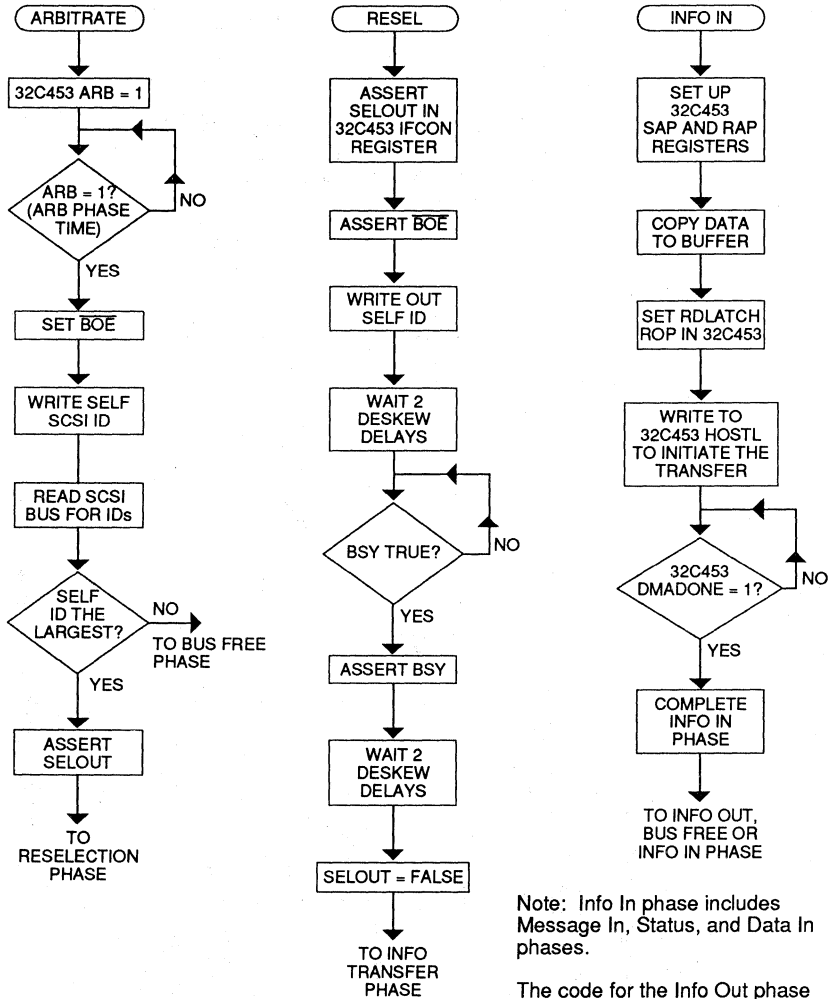 ARBITRATE
32C453 ARB = 1
ARB = 1?
(ARB PHASE
TIME)
NO
YES
SET BOE
WRITE SELF
SCSI ID
READ SCSI
BUS FOR IDs
SELF
ID THE
LARGEST?
NO
TO BUS FREE
PHASE
YES
ASSERT
SELOUT
TO
RESELECTION
PHASE
RESEL
ASSERT
SELOUT IN
32C453 IFCON
REGISTER
ASSERT BOE
WRITE OUT
SELF ID
WAIT 2
DESKEW
DELAYS
BSY TRUE?
NO
YES
ASSERT BSY
WAIT 2
DESKEW
DELAYS
SELOUT = FALSE
TO INFO
TRANSFER
PHASE
INFO IN
SET UP
32C453
SAP AND RAP
REGISTERS
COPY DATA
TO BUFFER
SET RDLATCH
ROP IN 32C453
WRITE TO
32C453 HOSTL
TO INITIATE THE
TRANSFER
32C453
DMADONE = 1?
NO
YES
COMPLETE
INFO IN
PHASE
TO INFO OUT,
BUS FREE OR
INFO IN PHASE
Note: Info In phase includes
Message In, Status, and Data In
phases.
The code for the Info Out phase